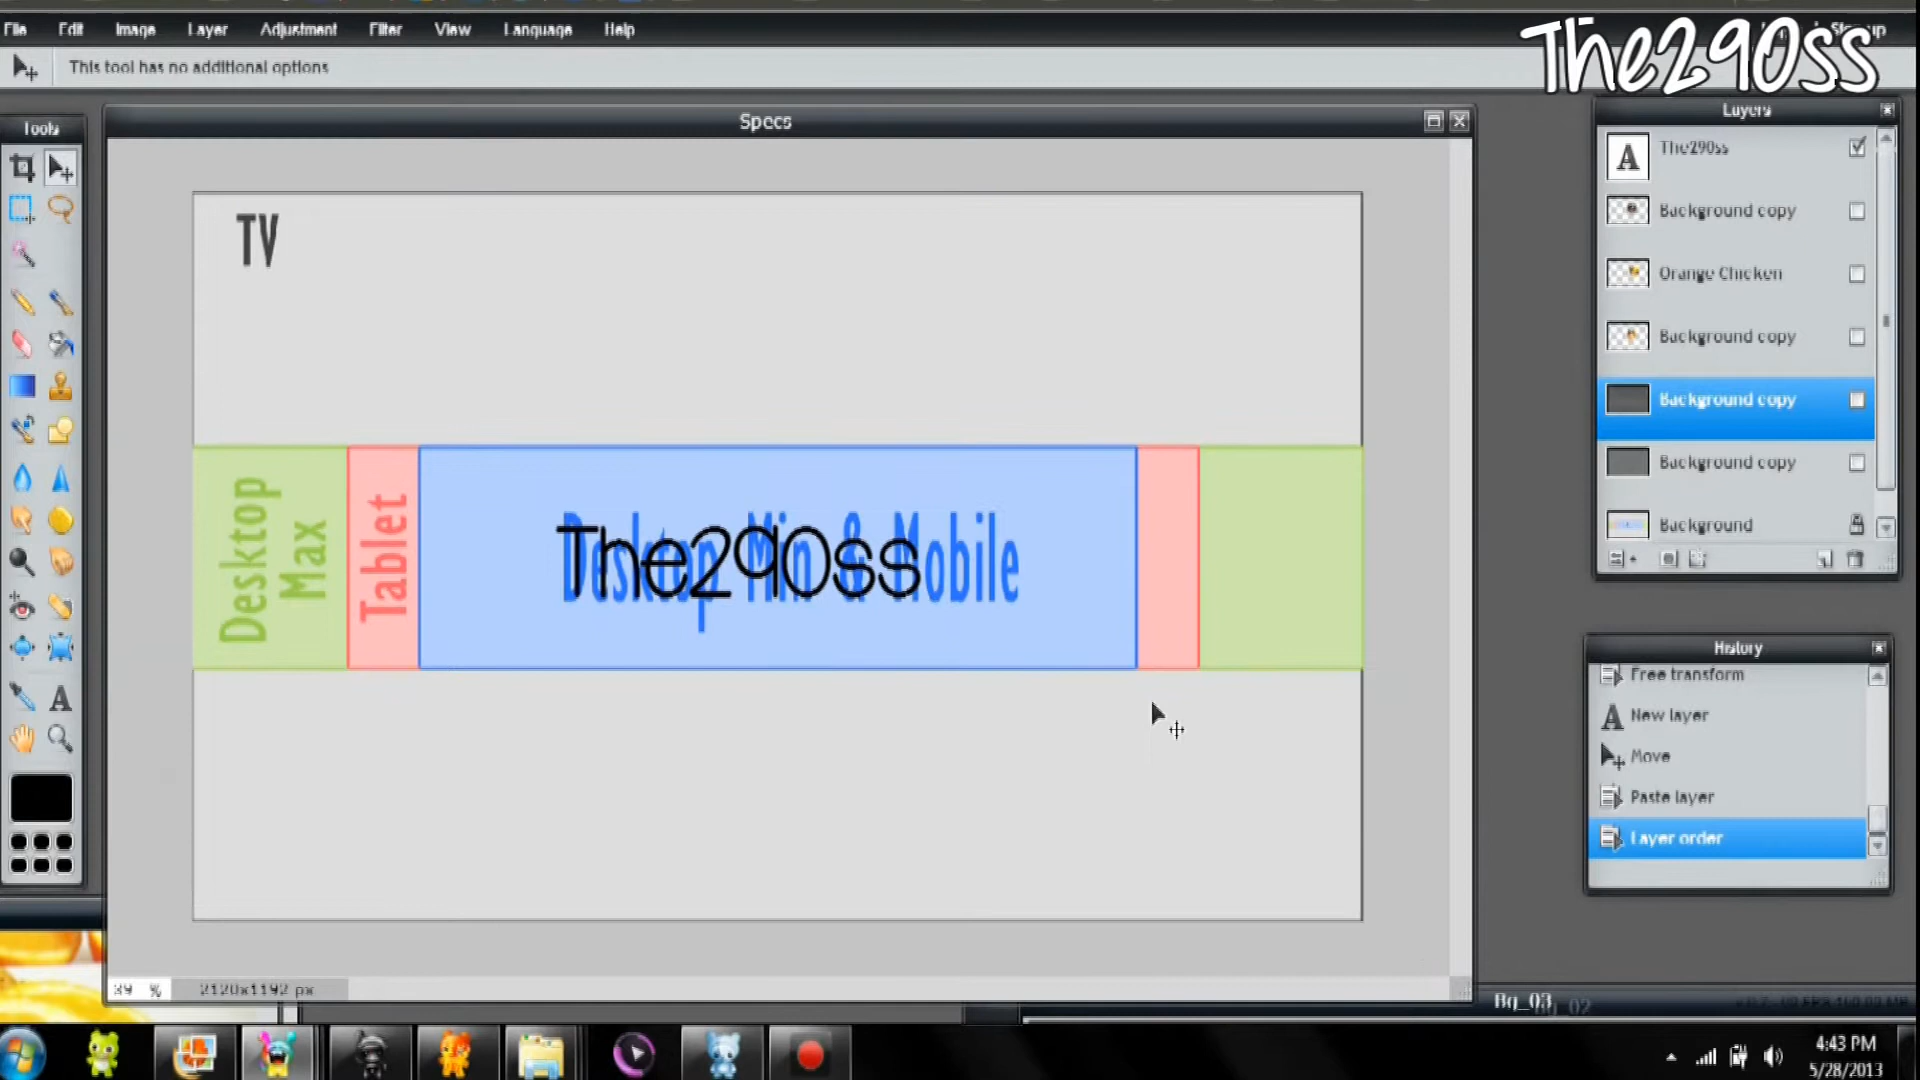 File Edit Image Layer Adjustment Filter View Language Help
The290ss
This tool has no additional options
Tools
Specs
Layers
The290ss
Background copy
Orange Chicken
Background copy
Background copy
Background copy
Background
TV
Desktop Max
Tablet
Desktop Min & Mobile
The290ss
History
Free transform
New layer
Move
Paste layer
Layer order
39 % 2120x1192 px
Bg_03
4:43 PM
5/28/2013